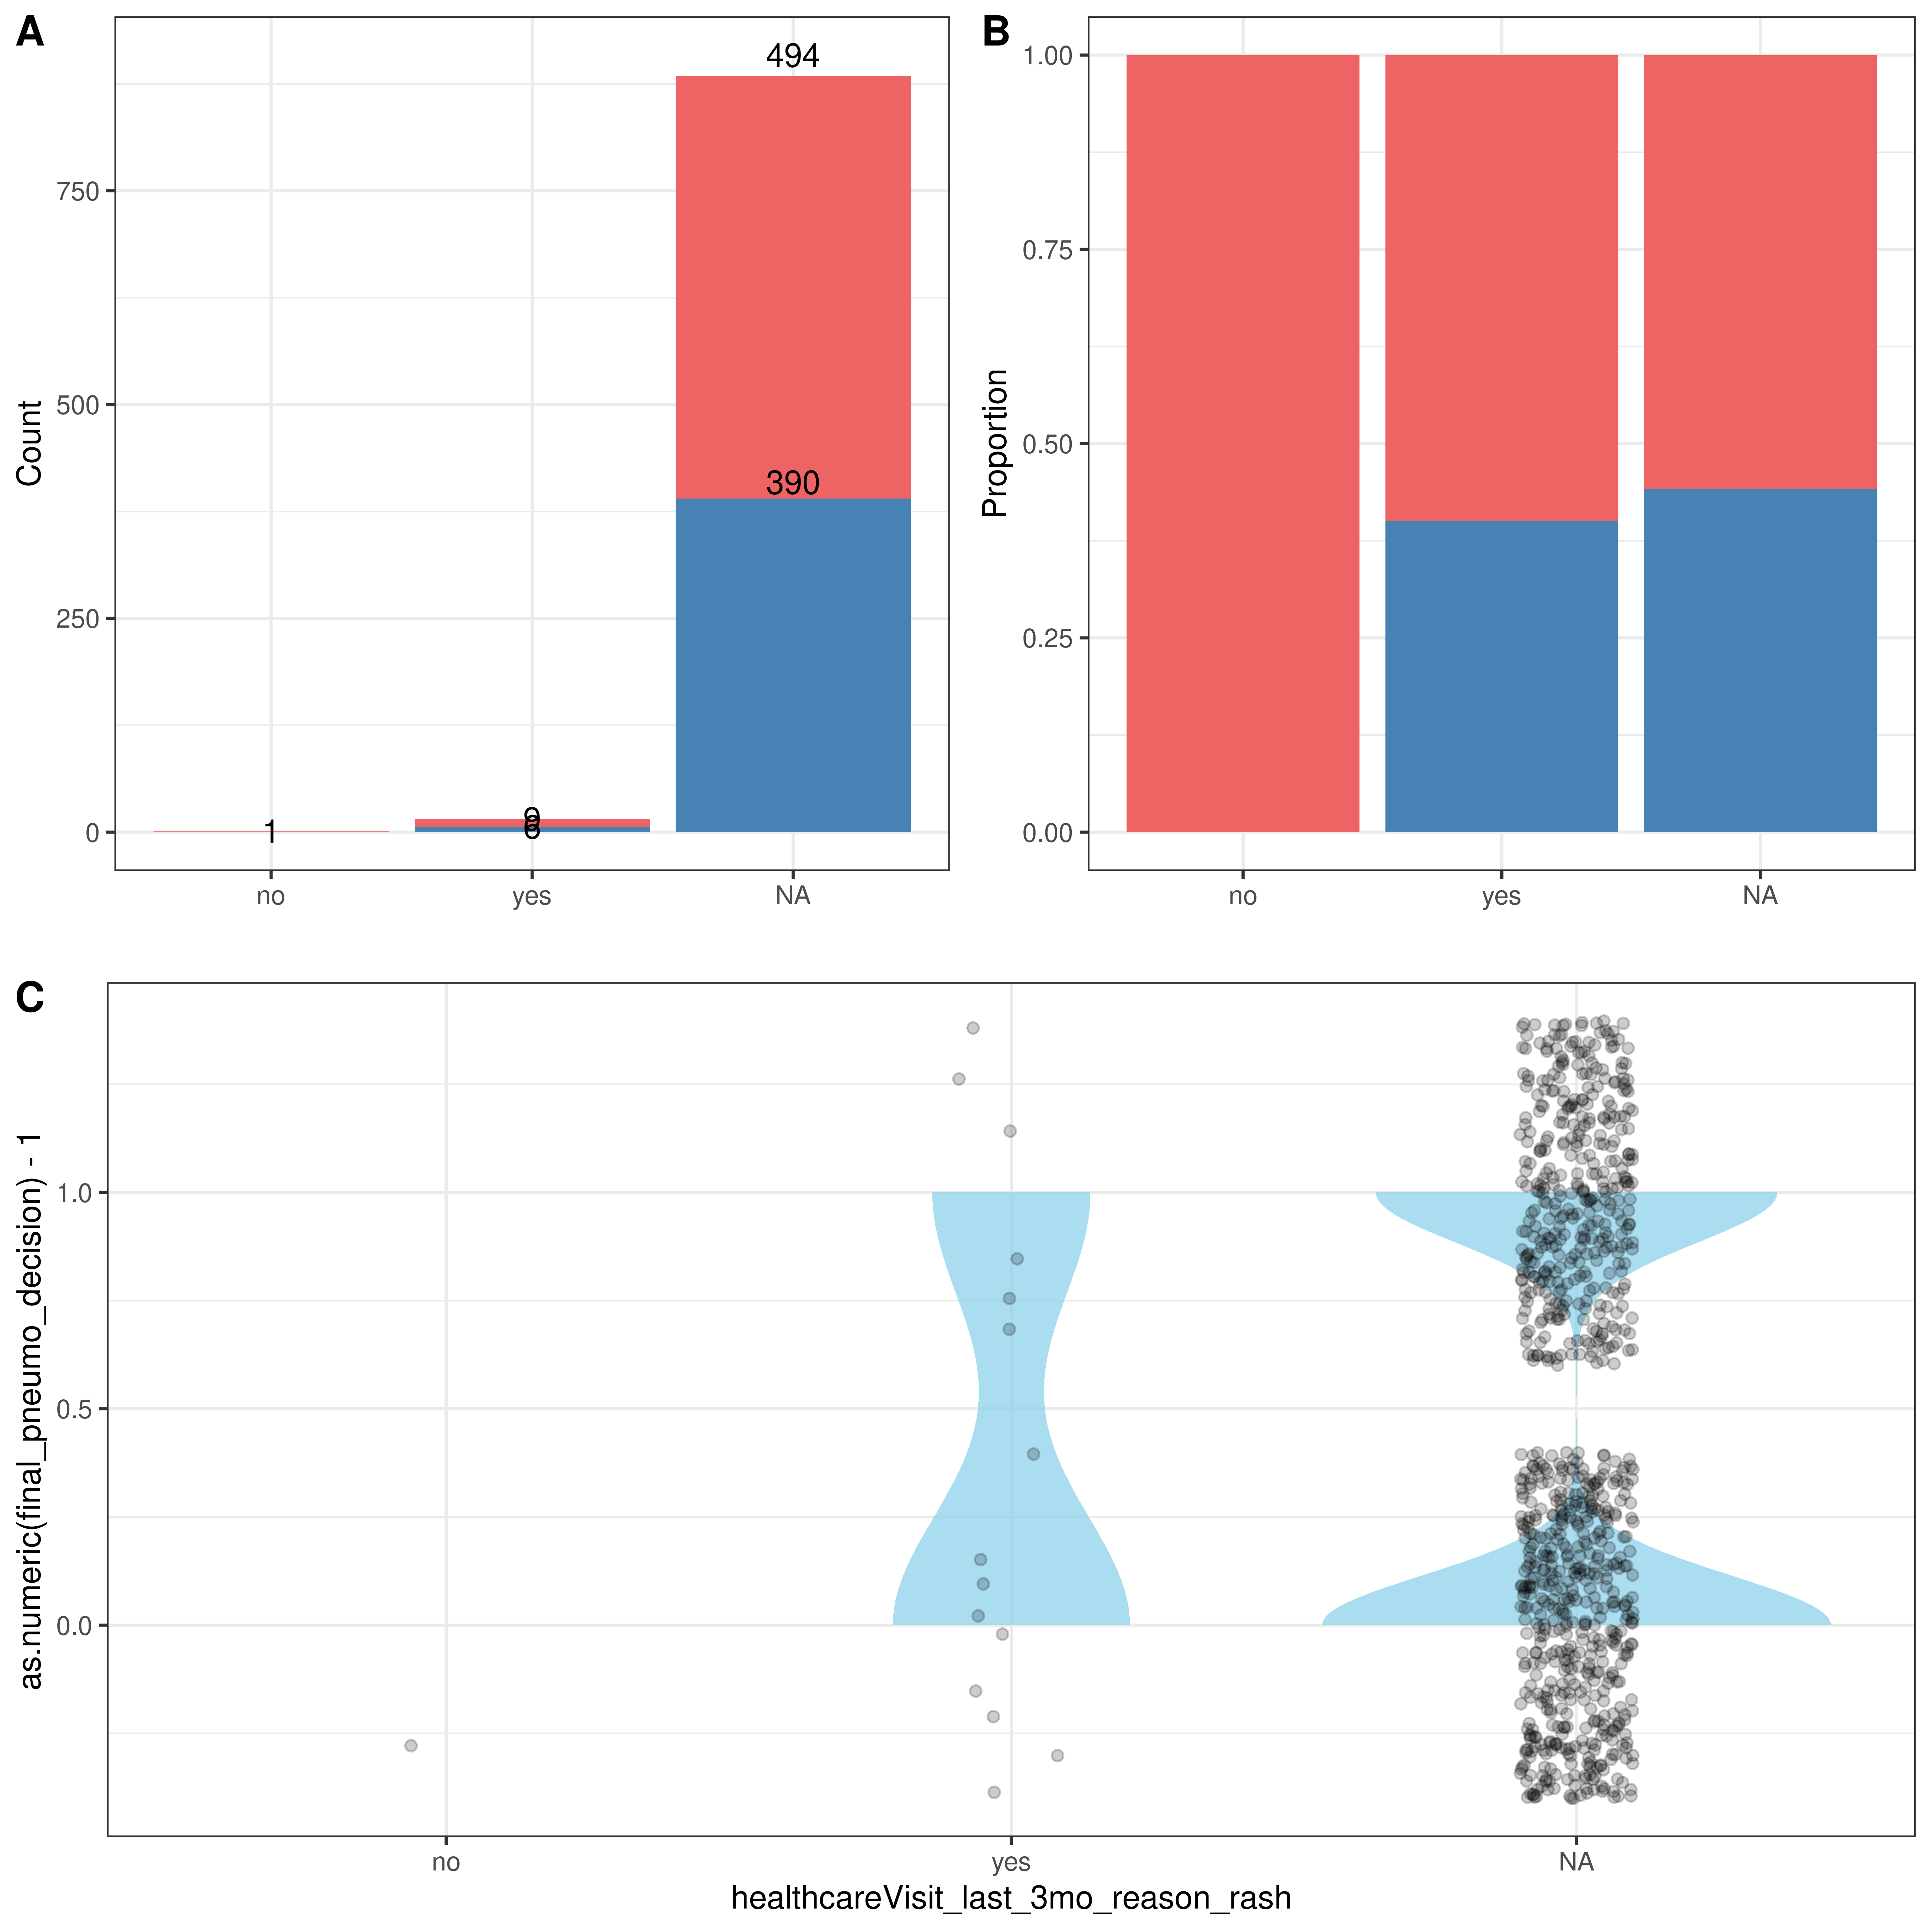 A
Count
750
500
250
0
494
390
1
9
6
no
yes
NA
B
Proportion
1.00
0.75
0.50
0.25
0.00
no
yes
NA
C
as.numeric(final_pneumo_decision) - 1
1.0
0.5
0.0
no
yes
NA
healthcareVisit_last_3mo_reason_rash